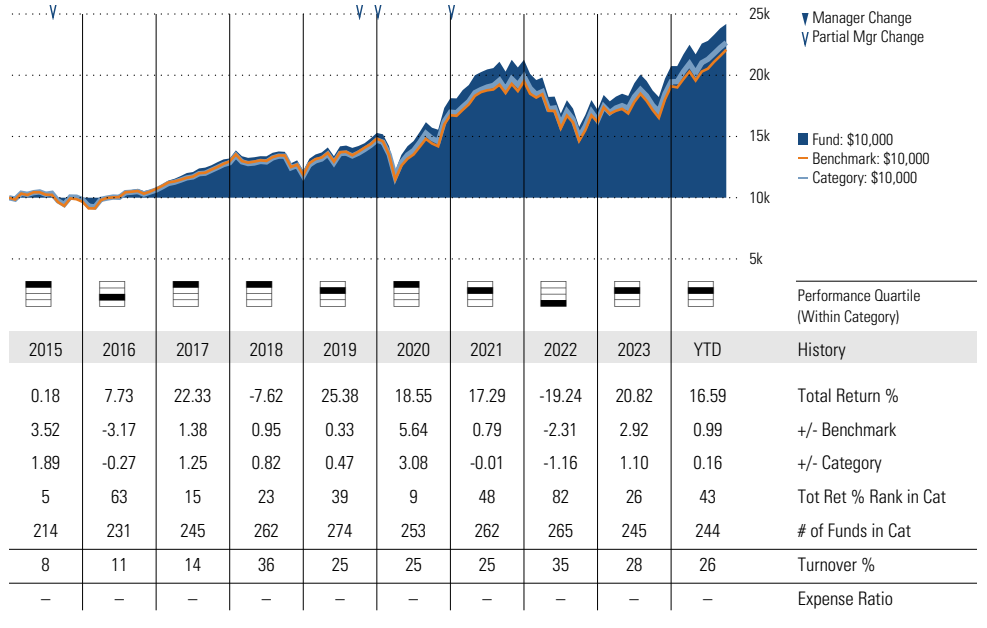 25k
▼ Manager Change
Partial Mgr Change
20k
15k
Fund: $10,000
Benchmark: $10,000
Category: $10,000
10k
5k
Performance Quartile
(Within Category)
2015 2016 2017 2018 2019 2020 2021 2022 2023 YTD History
0.18 7.73 22.33 -7.62 25.38 18.55 17.29 -19.24 20.82 16.59 Total Return %
3.52 -3.17 1.38 0.95 0.33 5.64 0.79 -2.31 2.92 0.99 +/- Benchmark
1.89 -0.27 1.25 0.82 0.47 3.08 -0.01 -1.16 1.10 0.16 +/- Category
5 63 15 23 39 9 48 82 26 43 Tot Ret % Rank in Cat
214 231 245 262 274 253 262 265 245 244 # of Funds in Cat
8 11 14 36 25 25 25 35 28 26 Turnover %
– – – – – – – – – – Expense Ratio